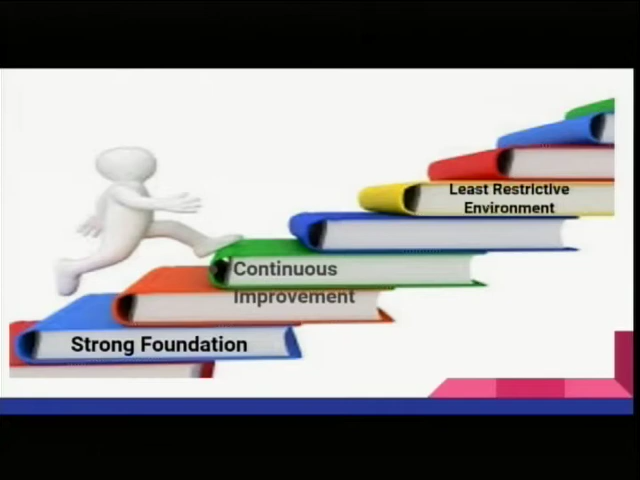 Least Restrictive
Environment
Continuous
Improvement
Strong Foundation